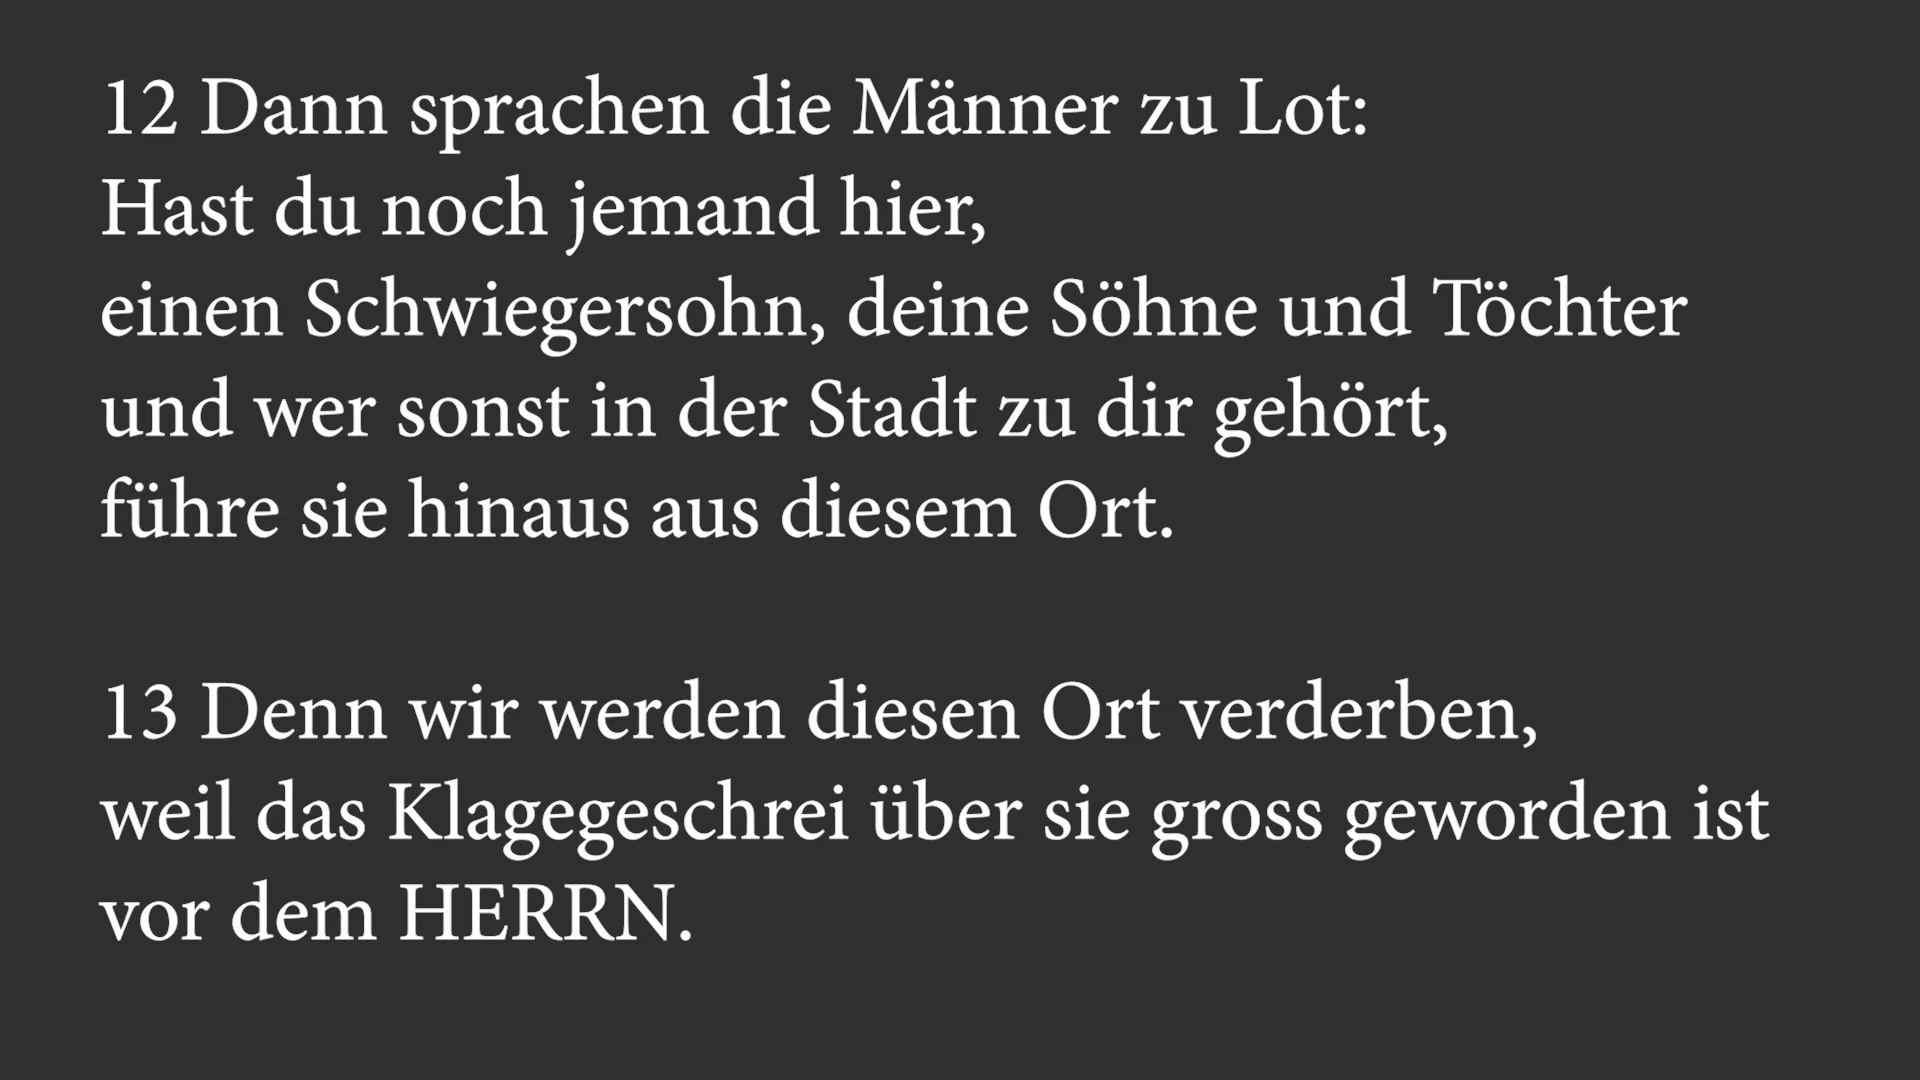 12 Dann sprachen die Männer zu Lot:
Hast du noch jemand hier,
einen Schwiegersohn, deine Söhne und Töchter
und wer sonst in der Stadt zu dir gehört,
führe sie hinaus aus diesem Ort.
13 Denn wir werden diesen Ort verderben,
weil das Klagegeschrei über sie gross geworden ist
vor dem HERRN.